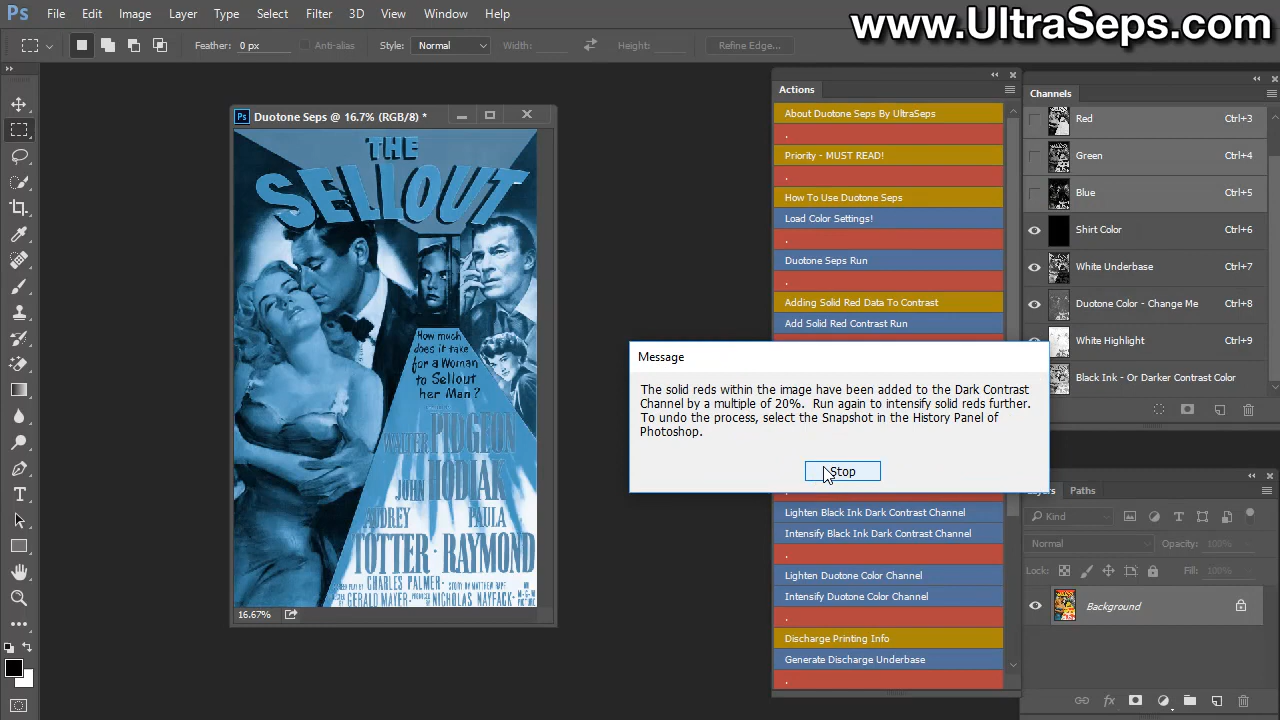 www.UltraSeps.com
Ps File Edit Image Layer Type Select Filter 3D View Window Help
Feather: 0 px Anti-alias Style: Normal Width: Height: Refine Edge...
Duotone Seps @ 16.7% (RGB/8) *
THE
SELLOUT
How much
does it take
for a Woman
to Sellout
her Man?
WALTER PIDGEON
JOHN HODIAK
AUDREY PAULA
TOTTER · RAYMOND
CHARLES PALMER
GERALD MAYER NICHOLAS NAYFACK
16.67%
Actions
About Duotone Seps By UltraSeps
.
Priority - MUST READ!
.
How To Use Duotone Seps
Load Color Settings!
.
Duotone Seps Run
.
Adding Solid Red Data To Contrast
Add Solid Red Contrast Run
Message
The solid reds within the image have been added to the Dark Contrast
Channel by a multiple of 20%. Run again to intensify solid reds further.
To undo the process, select the Snapshot in the History Panel of
Photoshop.
Stop
.
Lighten Black Ink Dark Contrast Channel
Intensify Black Ink Dark Contrast Channel
.
Lighten Duotone Color Channel
Intensify Duotone Color Channel
.
Discharge Printing Info
Generate Discharge Underbase
.
Channels
Red Ctrl+3
Green Ctrl+4
Blue Ctrl+5
Shirt Color Ctrl+6
White Underbase Ctrl+7
Duotone Color - Change Me Ctrl+8
White Highlight Ctrl+9
Black Ink - Or Darker Contrast Color
Layers Paths
Kind
Normal Opacity: 100%
Lock: Fill: 100%
Background